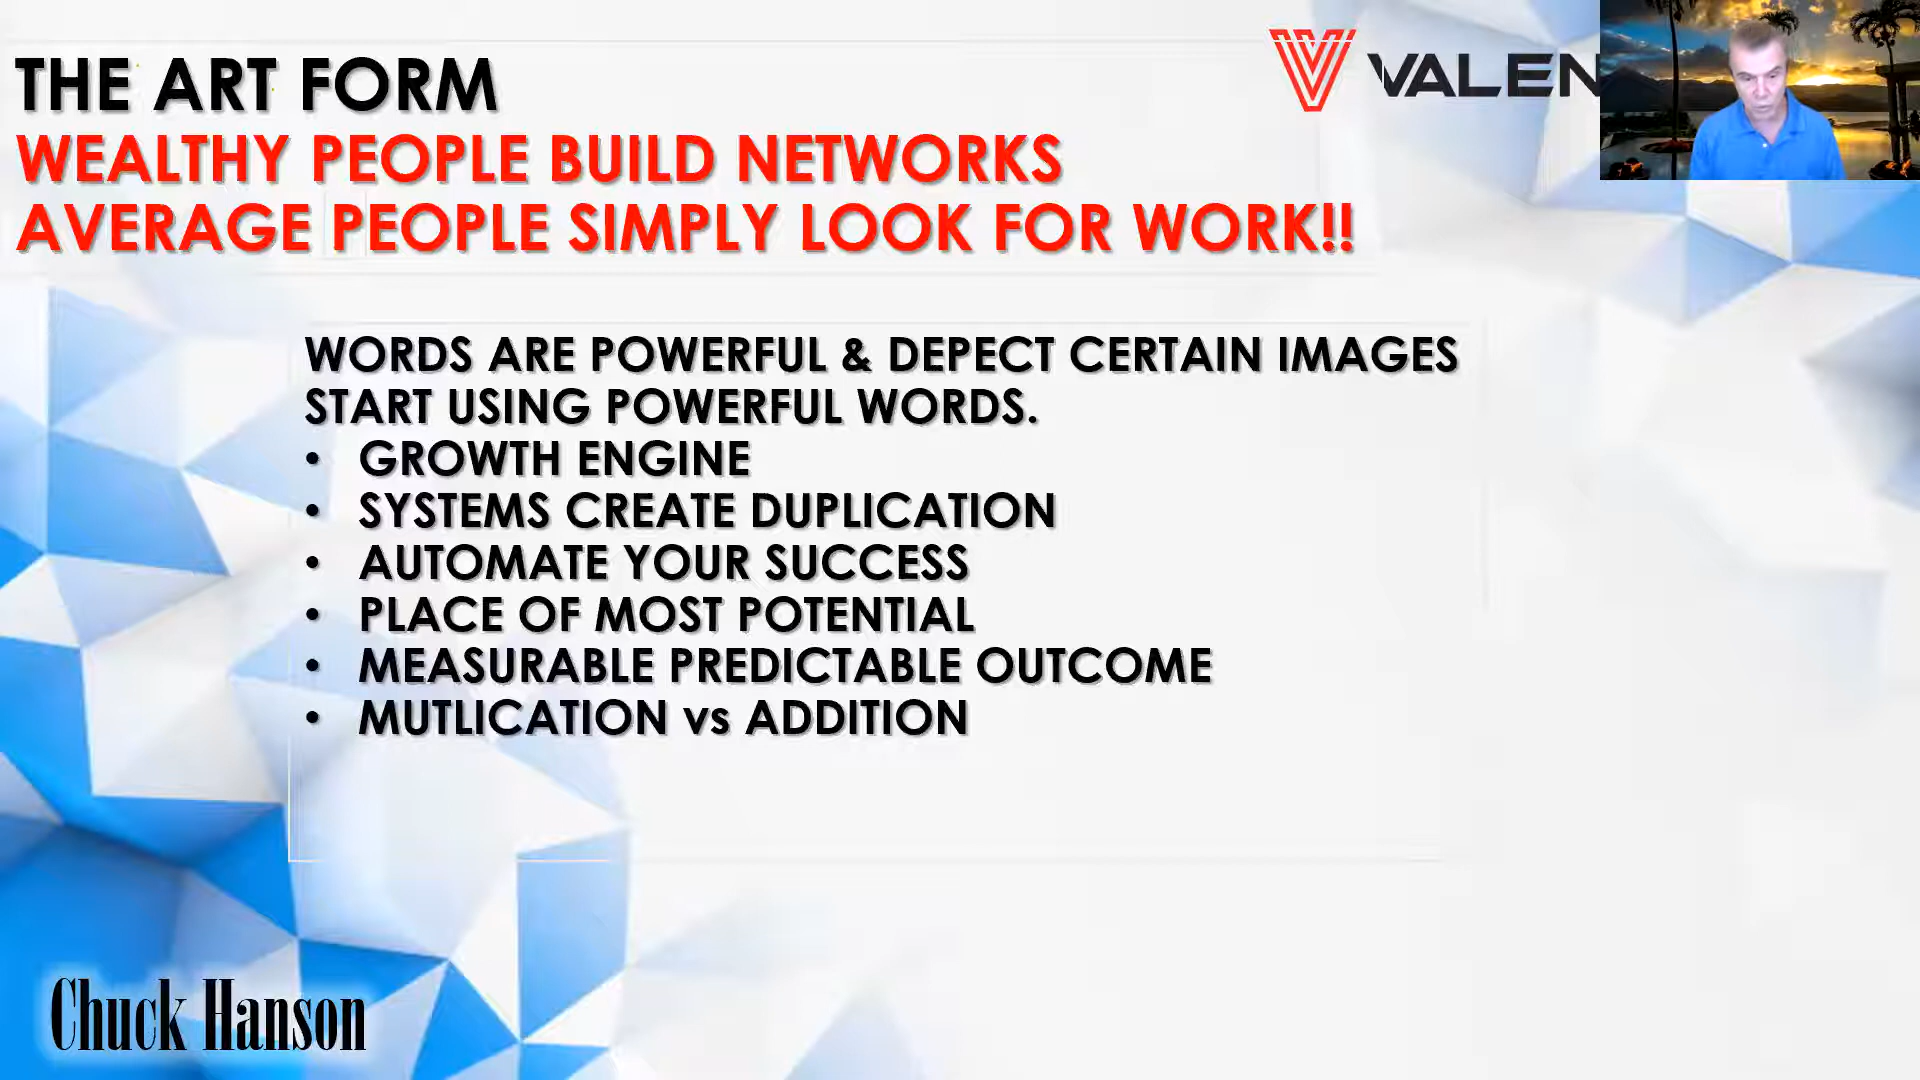 THE ART FORM
VALEN
WEALTHY PEOPLE BUILD NETWORKS
AVERAGE PEOPLE SIMPLY LOOK FOR WORK!!
WORDS ARE POWERFUL & DEPECT CERTAIN IMAGES
START USING POWERFUL WORDS.
• GROWTH ENGINE
• SYSTEMS CREATE DUPLICATION
• AUTOMATE YOUR SUCCESS
• PLACE OF MOST POTENTIAL
• MEASURABLE PREDICTABLE OUTCOME
• MUTLICATION vs ADDITION
Chuck Hanson